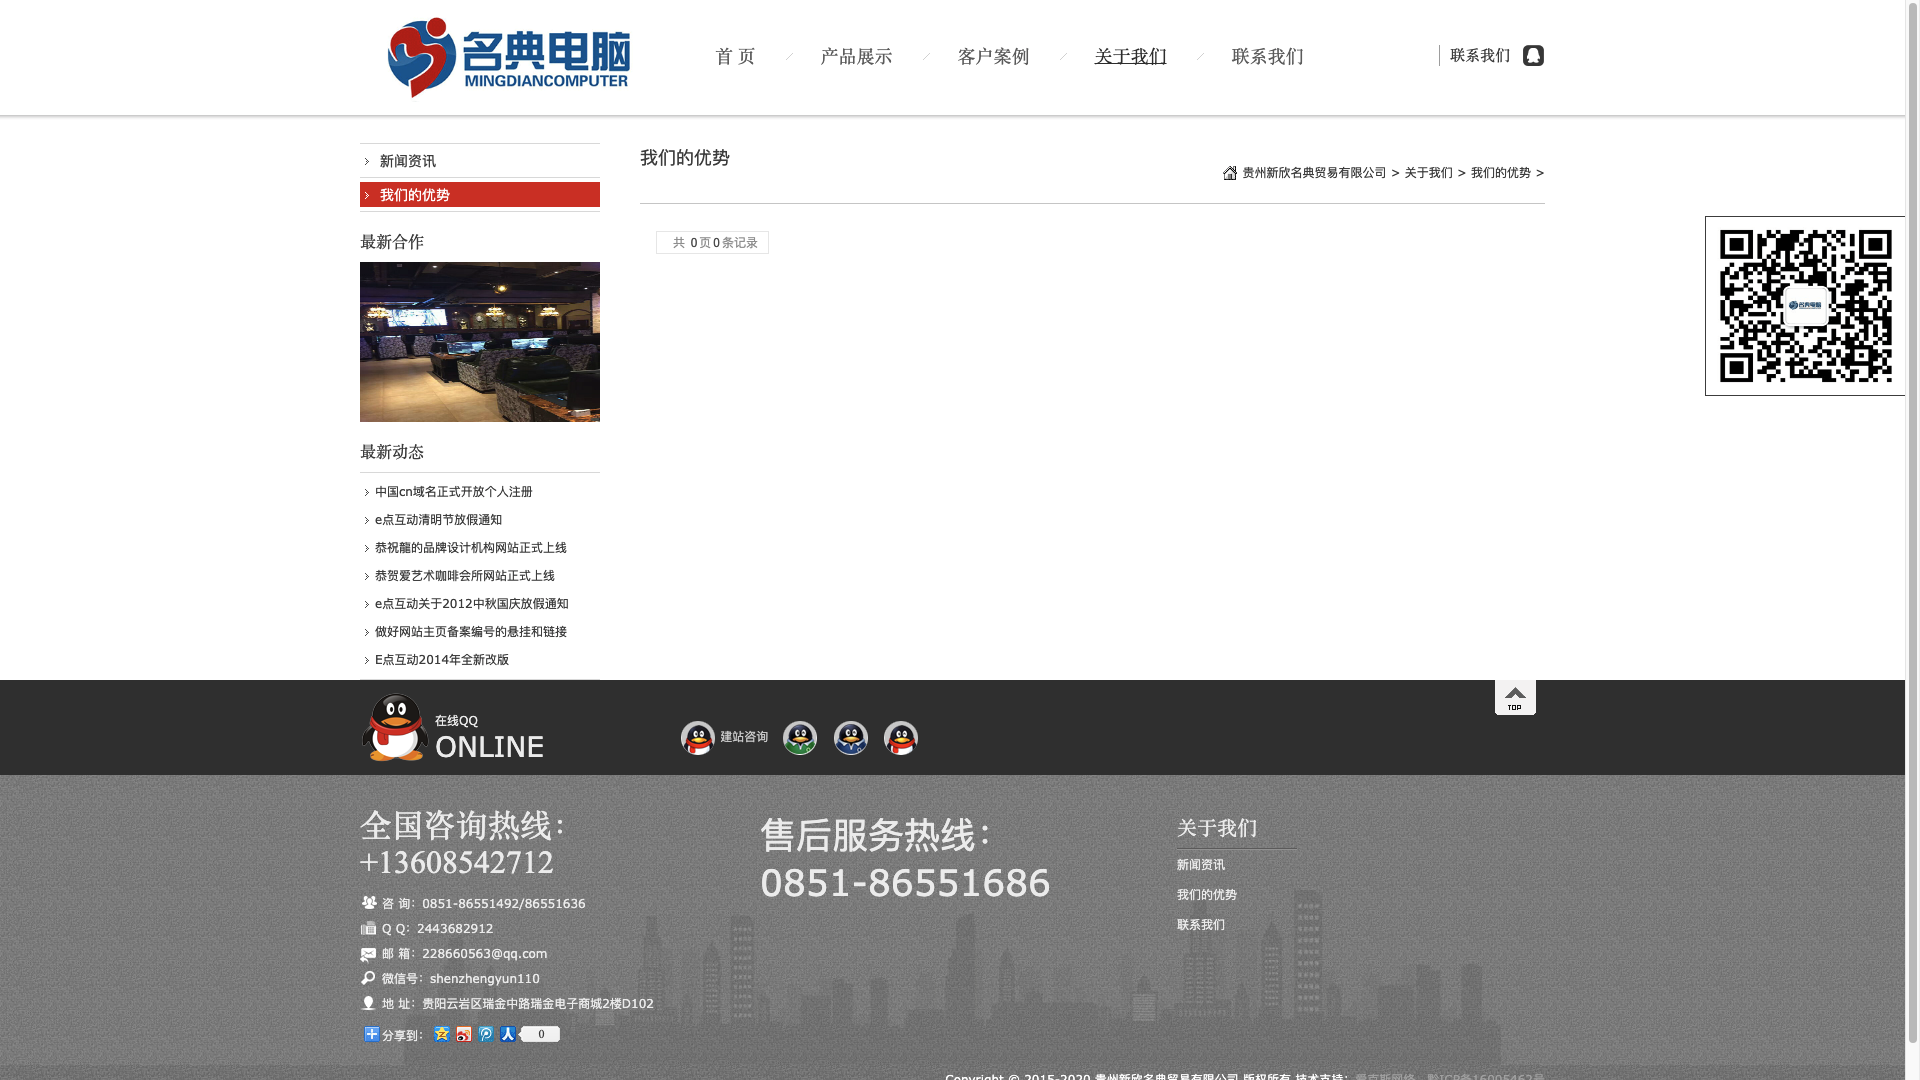 名典电脑
MINGDIANCOMPUTER
首 页
产品展示
客户案例
关于我们
联系我们
联系我们
新闻资讯
我们的优势
最新合作
最新动态
中国cn域名正式开放个人注册
e点互动清明节放假通知
恭祝龍的品牌设计机构网站正式上线
恭贺爱艺术咖啡会所网站正式上线
e点互动关于2012中秋国庆放假通知
做好网站主页备案编号的悬挂和链接
E点互动2014年全新改版
我们的优势
贵州新欣名典贸易有限公司 > 关于我们 > 我们的优势 >
共 0页0条记录
名典电脑
在线QQ
ONLINE
建站咨询
TOP
全国咨询热线：
+13608542712
咨 询：0851-86551492/86551636
Q Q：2443682912
邮 箱：228660563@qq.com
微信号：shenzhengyun110
地 址：贵阳云岩区瑞金中路瑞金电子商城2楼D102
分享到：
0
售后服务热线：
0851-86551686
关于我们
新闻资讯
我们的优势
联系我们
Copyright © 2015-2020 贵州新欣名典贸易有限公司 版权所有 技术支持：